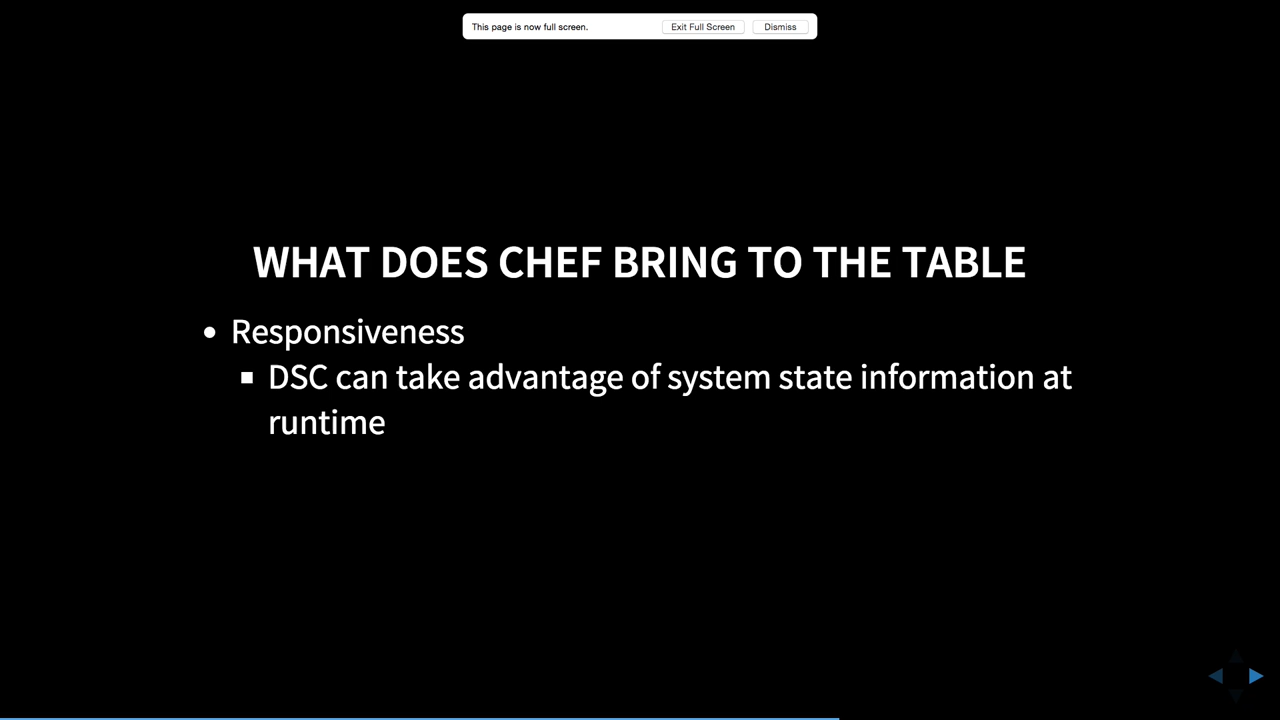 This page is now full screen. Exit Full Screen Dismiss
WHAT DOES CHEF BRING TO THE TABLE
Responsiveness
DSC can take advantage of system state information at
runtime